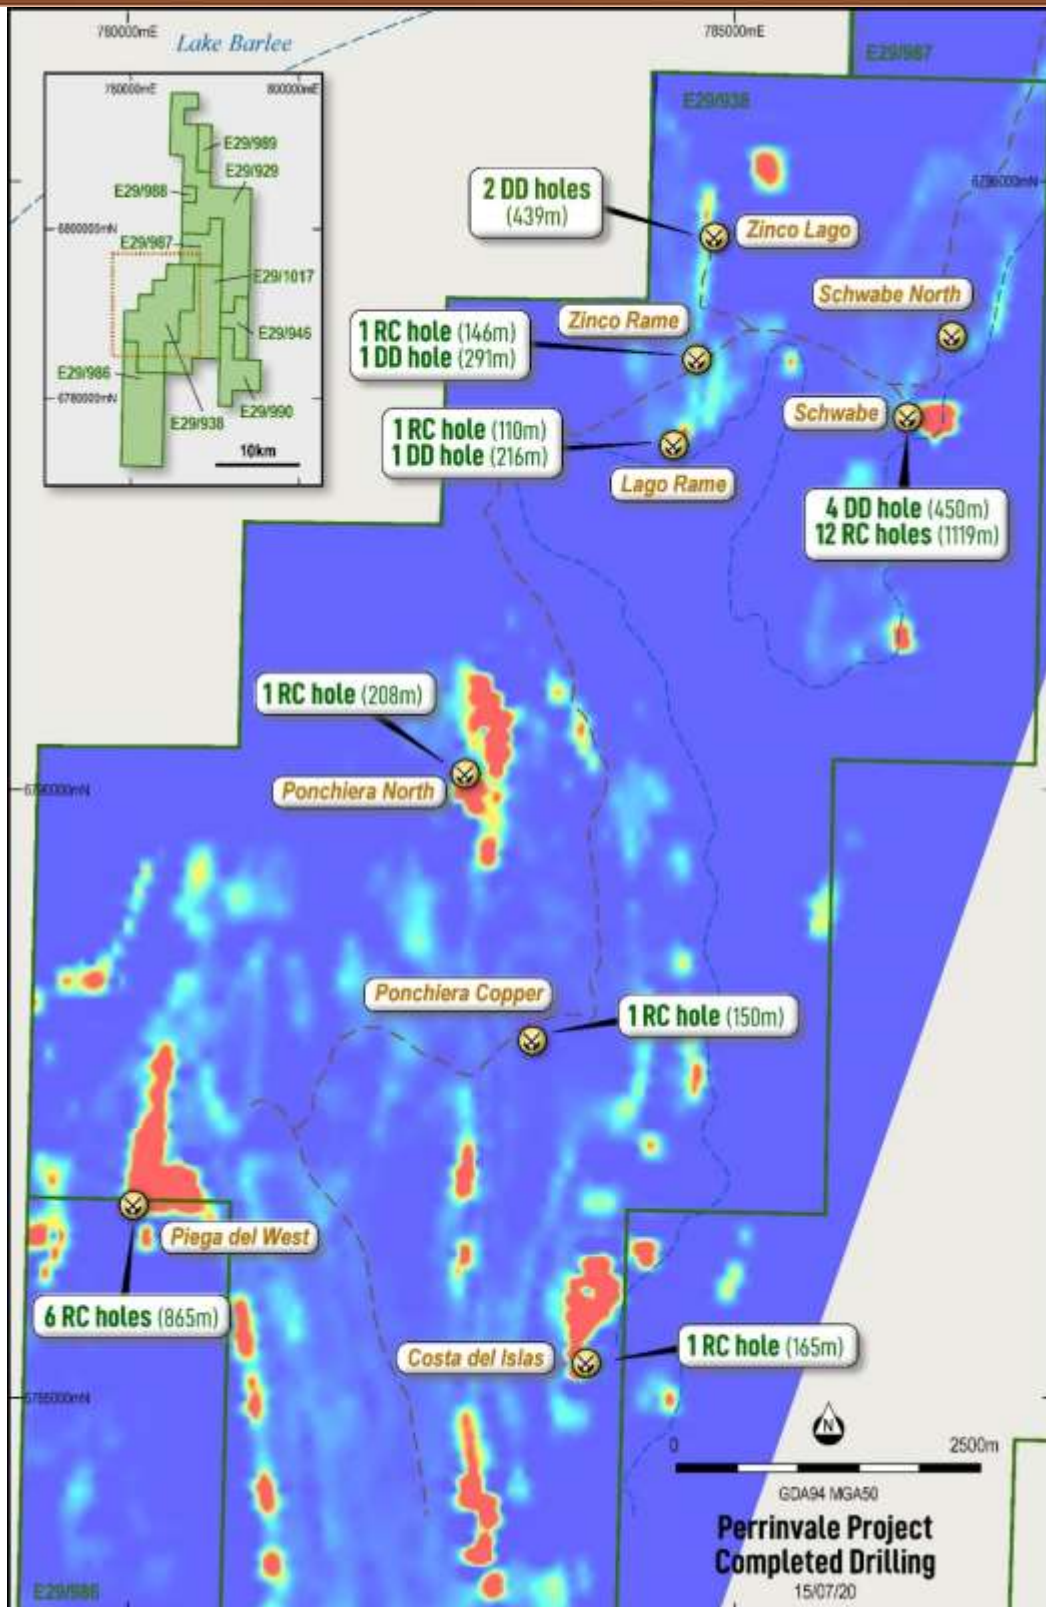 780000mE
785000mE
Lake Barlee
E29/987
E29/938
780000mE
800000mE
E29/989
E29/929
E29/988
6800000mN
E29/987
E29/1017
E29/946
E29/986
6780000mN
E29/990
E29/938
10km
6795000mN
2 DD holes
(439m)
Zinco Lago
Schwabe North
Zinco Rame
1 RC hole (146m)
1 DD hole (291m)
Schwabe
1 RC hole (110m)
1 DD hole (216m)
Lago Rame
4 DD hole (450m)
12 RC holes (1119m)
1 RC hole (208m)
Ponchiera North
6790000mN
Ponchiera Copper
1 RC hole (150m)
Piega del West
6 RC holes (865m)
Costa del Islas
1 RC hole (165m)
6785000mN
N
0
2500m
GDA94 MGA50
Perrinvale Project
Completed Drilling
15/07/20
E29/986